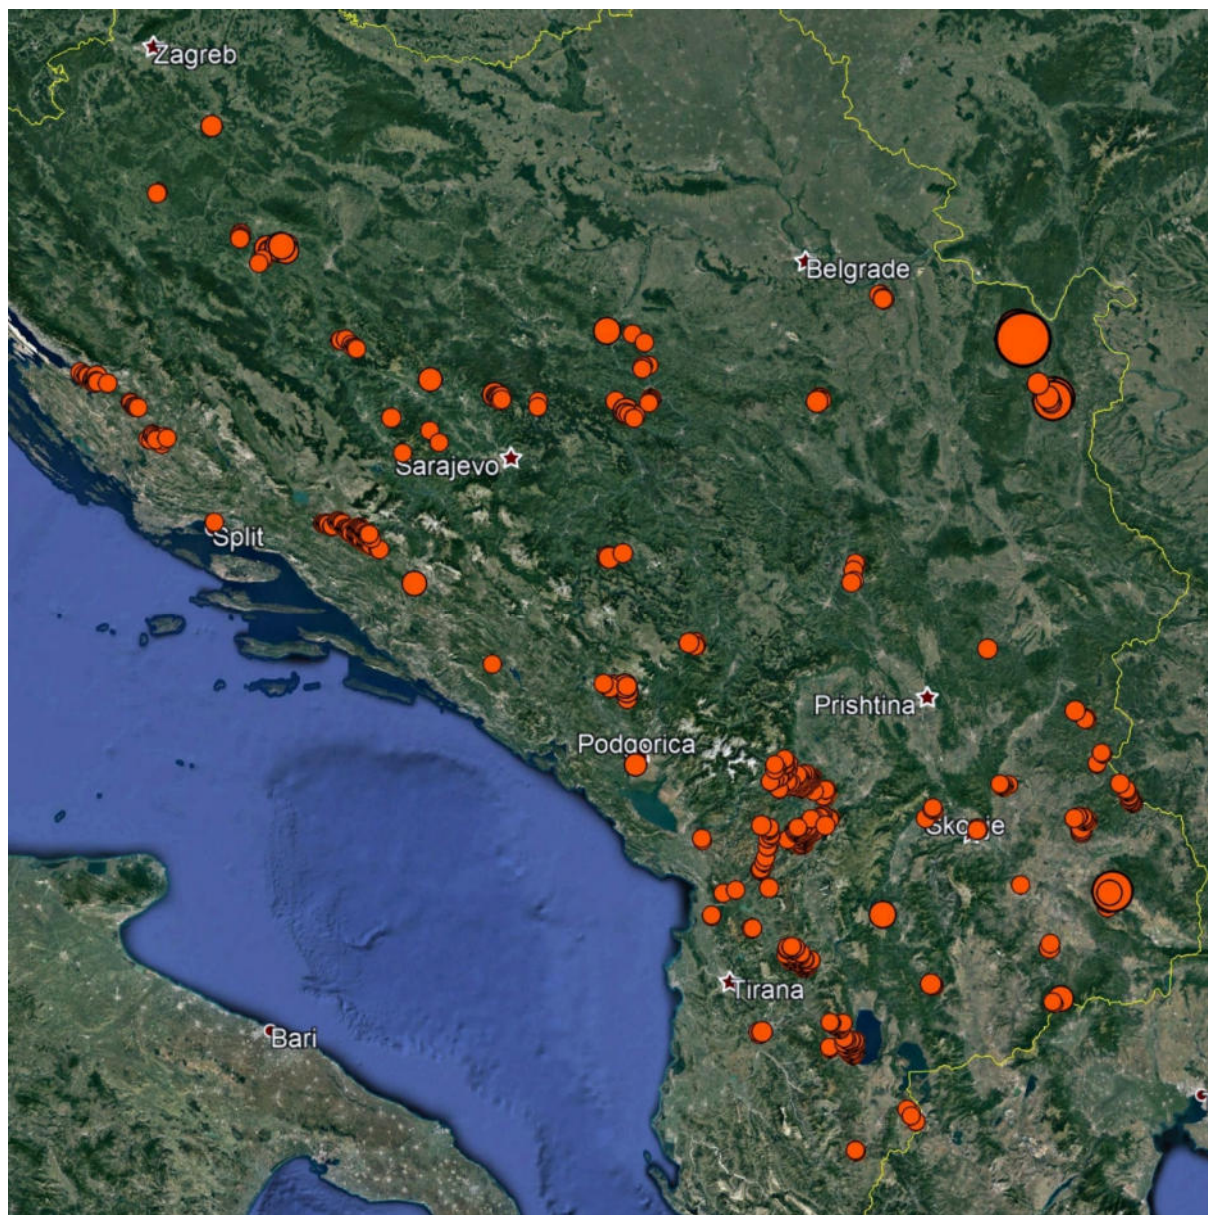 Zagreb
Belgrade
Sarajevo
Split
Prishtina
Podgorica
Skopje
Tirana
Bari